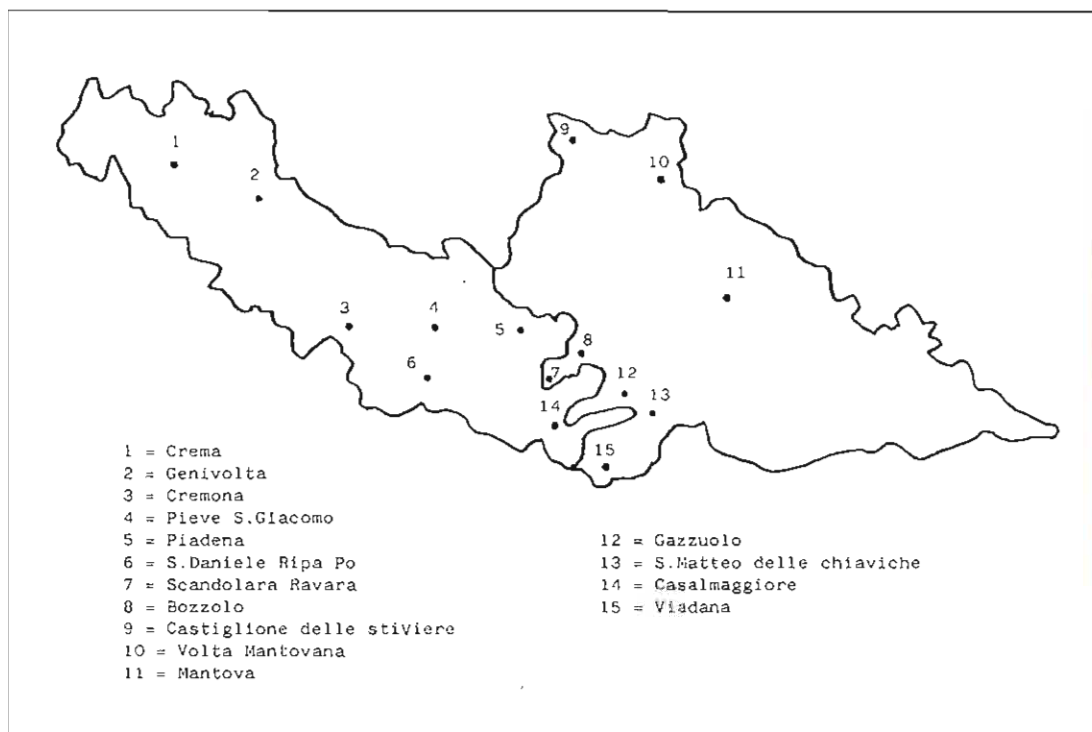 9
1
10
2
11
3
4
5
8
6
7
12
13
14
15
1 = Crema
2 = Genivolta
3 = Cremona
4 = Pieve S.GIacomo
5 = Piadena
6 = S.Daniele Ripa Po
7 = Scandolara Ravara
8 = Bozzolo
9 = Castiglione delle stiviere
10 = Volta Mantovana
11 = Mantova
12 = Gazzuolo
13 = S.Matteo delle chiaviche
14 = Casalmaggiore
15 = Viadana